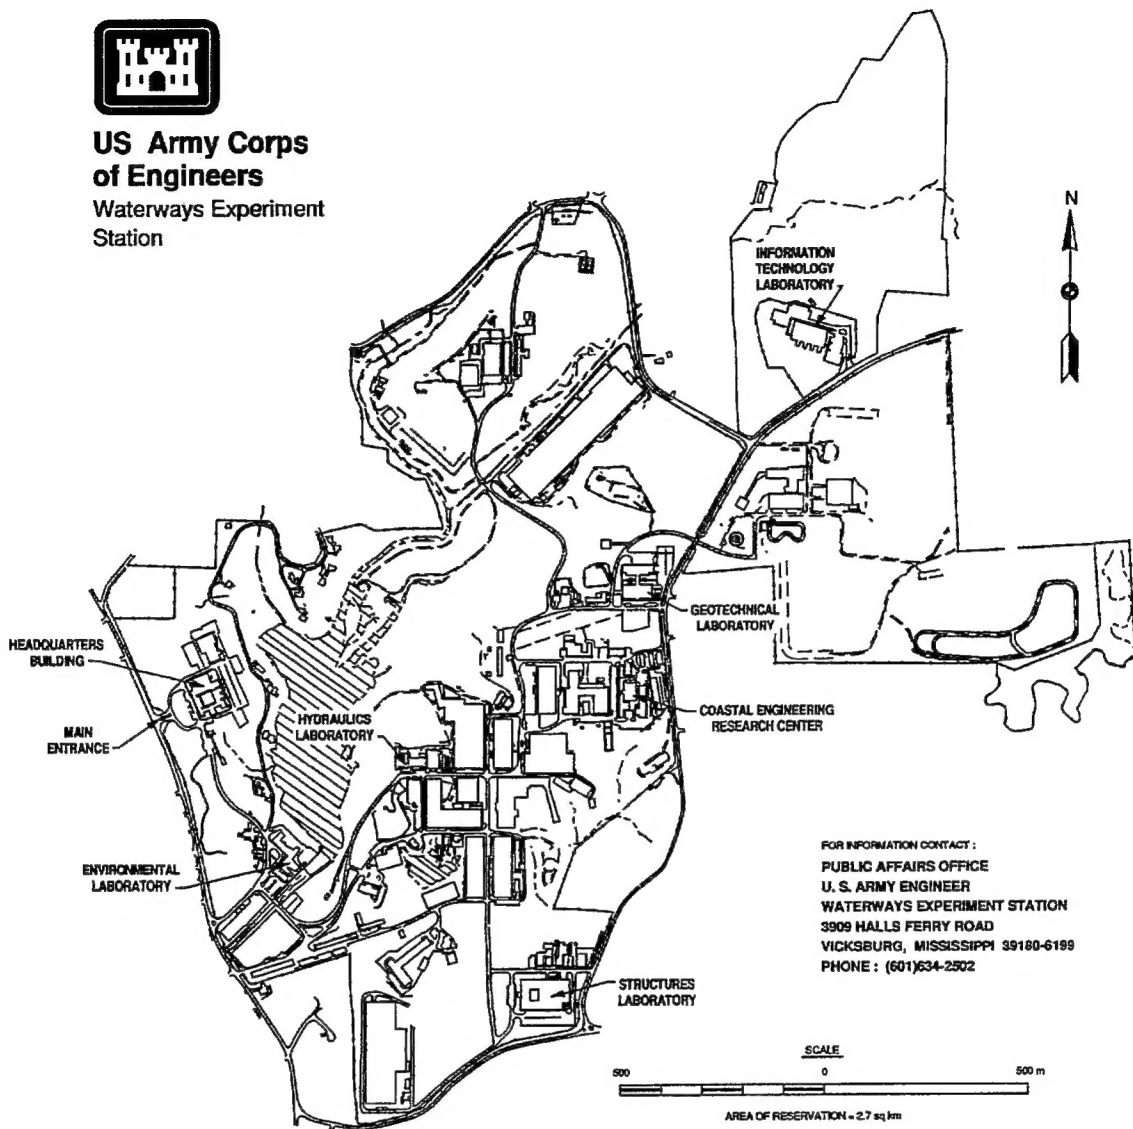 US Army Corps
of Engineers
Waterways Experiment
Station
N
INFORMATION
TECHNOLOGY
LABORATORY
GEOTECHNICAL
LABORATORY
HEADQUARTERS
BUILDING
MAIN
ENTRANCE
HYDRAULICS
LABORATORY
COASTAL ENGINEERING
RESEARCH CENTER
ENVIRONMENTAL
LABORATORY
STRUCTURES
LABORATORY
FOR INFORMATION CONTACT :
PUBLIC AFFAIRS OFFICE
U. S. ARMY ENGINEER
WATERWAYS EXPERIMENT STATION
3909 HALLS FERRY ROAD
VICKSBURG, MISSISSIPPI 39180-6199
PHONE : (601)634-2502
SCALE
500 0 500 m
AREA OF RESERVATION = 2.7 sq km